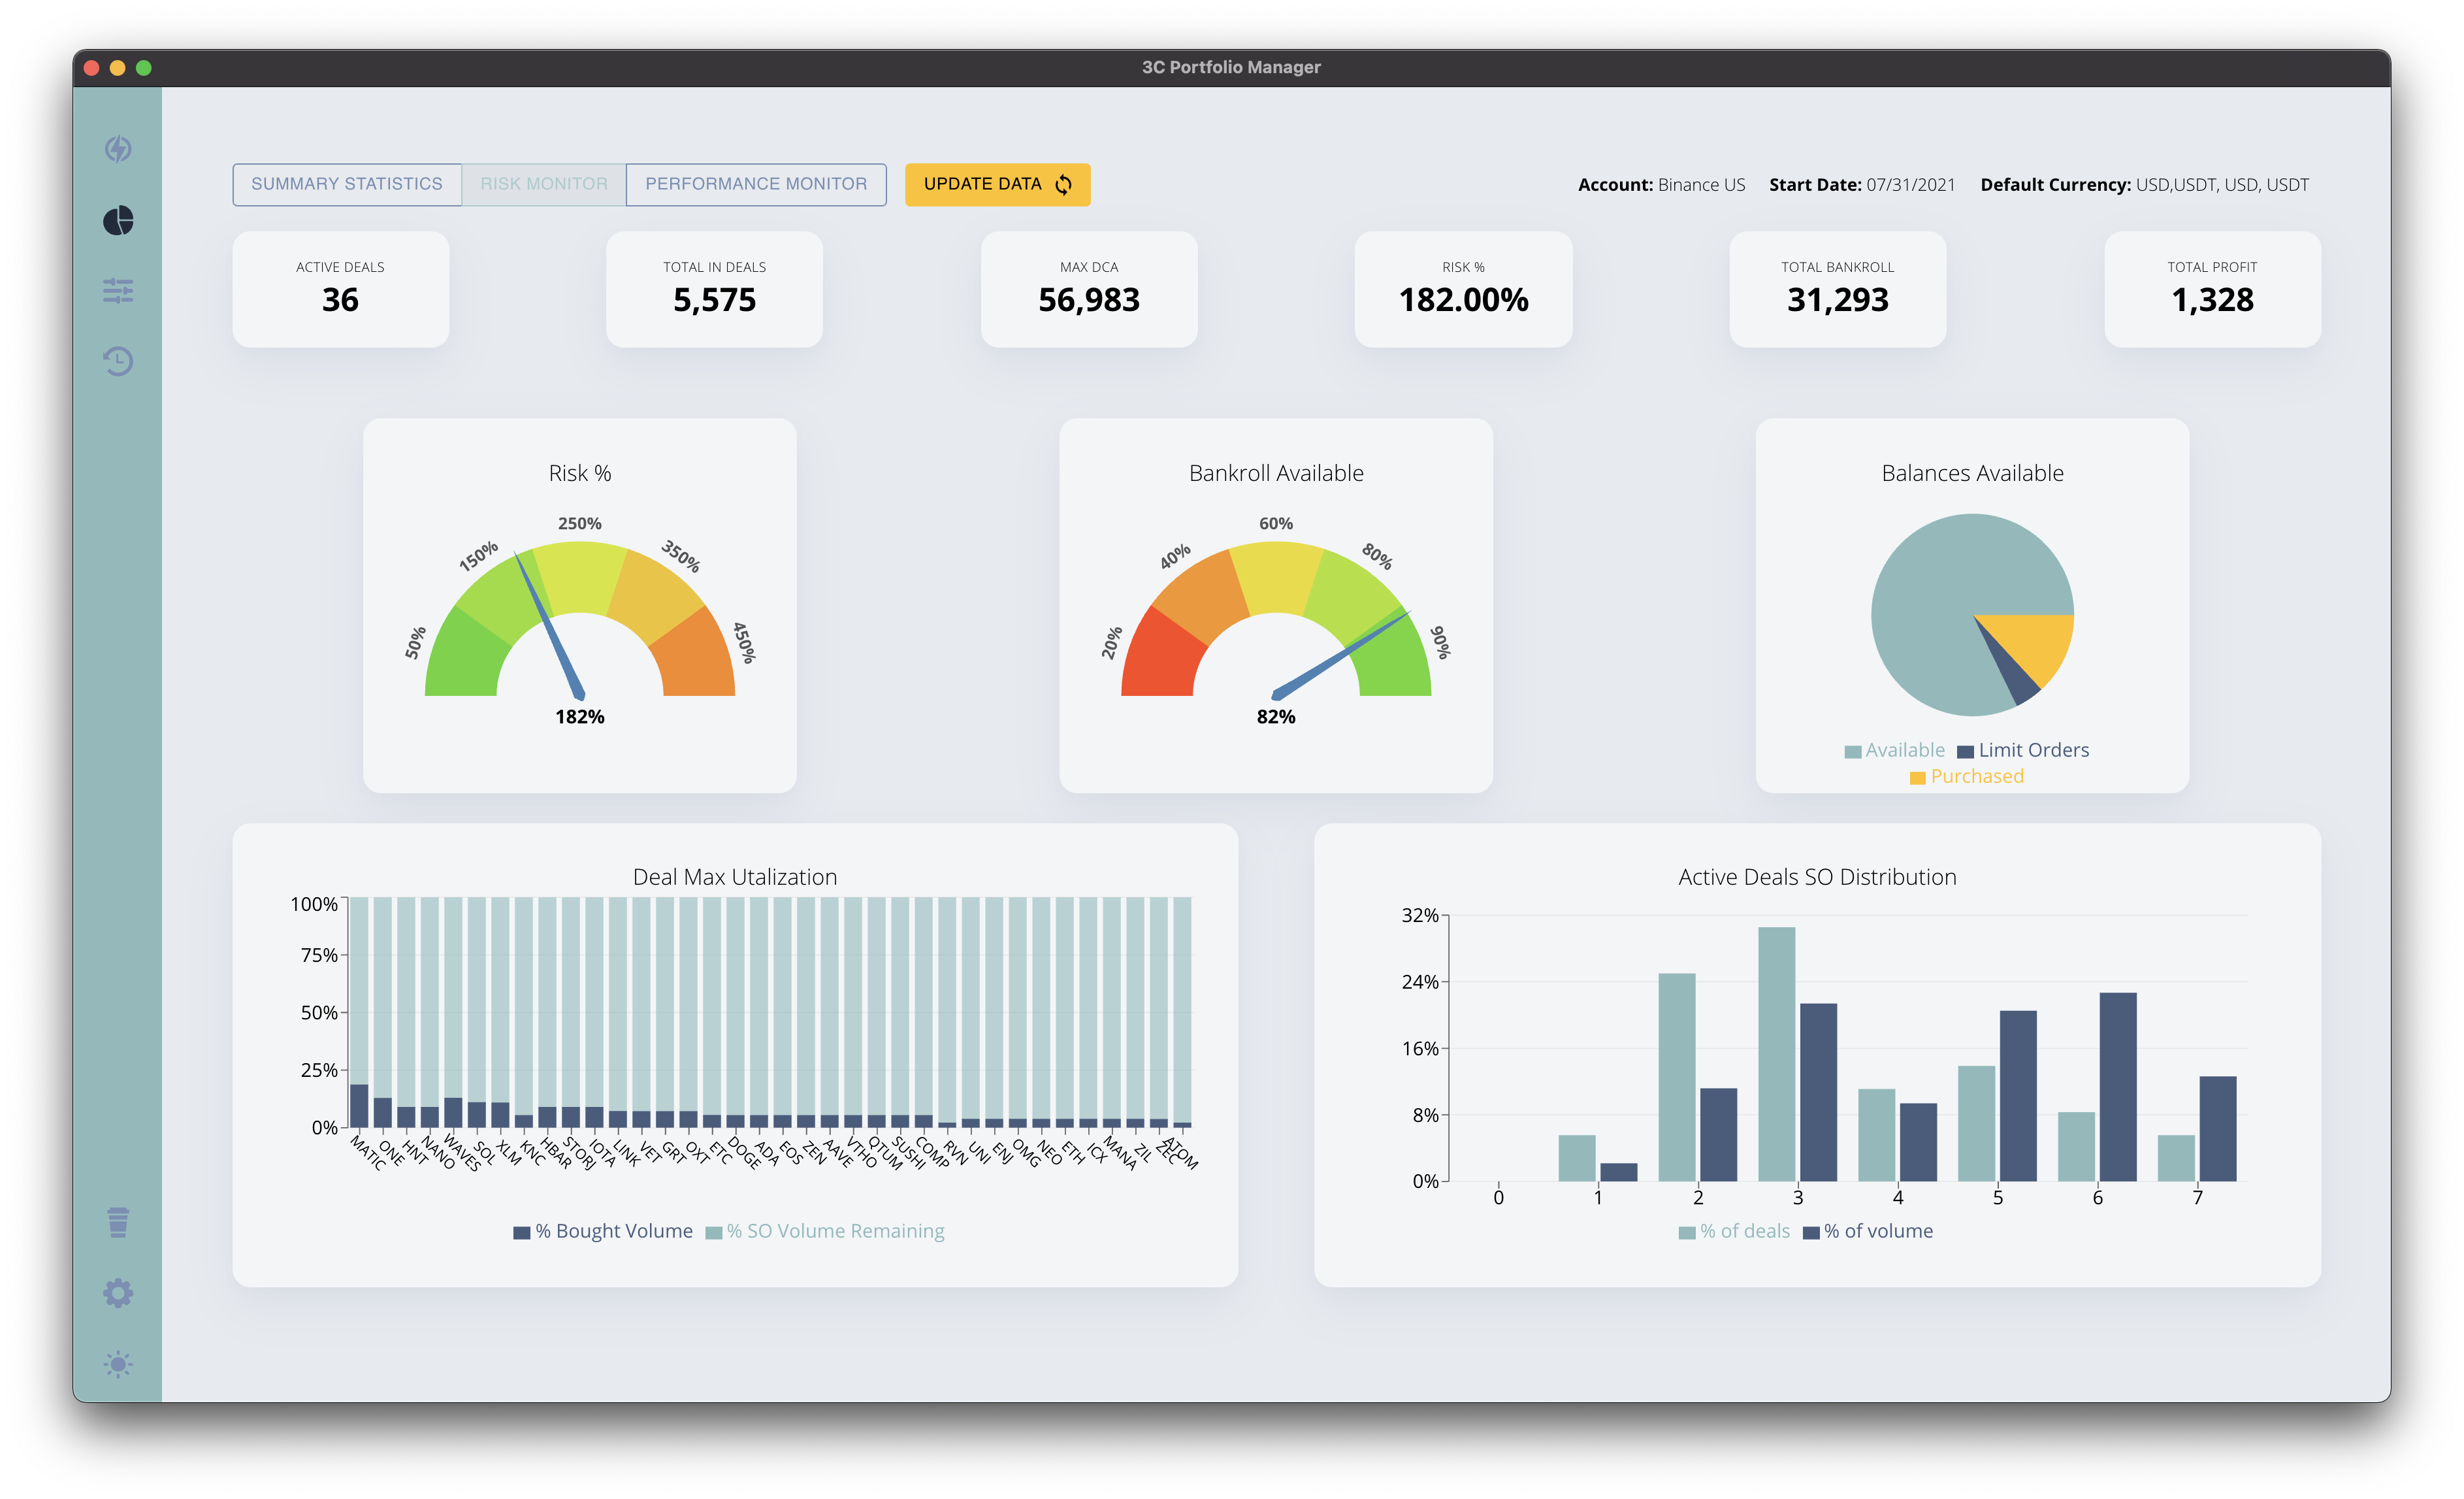 3C Portfolio Manager
SUMMARY STATISTICS RISK MONITOR PERFORMANCE MONITOR UPDATE DATA Account: Binance US Start Date: 07/31/2021 Default Currency: USD,USDT, USD, USDT
ACTIVE DEALS TOTAL IN DEALS MAX DCA RISK % TOTAL BANKROLL TOTAL PROFIT
36 5,575 56,983 182.00% 31,293 1,328
Risk %
50% 150% 250% 350% 450%
182%
Bankroll Available
20% 40% 60% 80% 90%
82%
Balances Available
Available Limit Orders
Purchased
Deal Max Utalization
100%
75%
50%
25%
0%
MATIC ONE HNT NANO WAVES SOL XLM KNC HBAR STORJ IOTA LINK VET GRT OXT ETC DOGE ADA EOS ZEN AAVE VTHO QTUM SUSHI COMP RVN UNI ENJ OMG NEO ETH ICX MANA ZIL ZEC ATOM
% Bought Volume % SO Volume Remaining
Active Deals SO Distribution
32%
24%
16%
8%
0%
0 1 2 3 4 5 6 7
% of deals % of volume